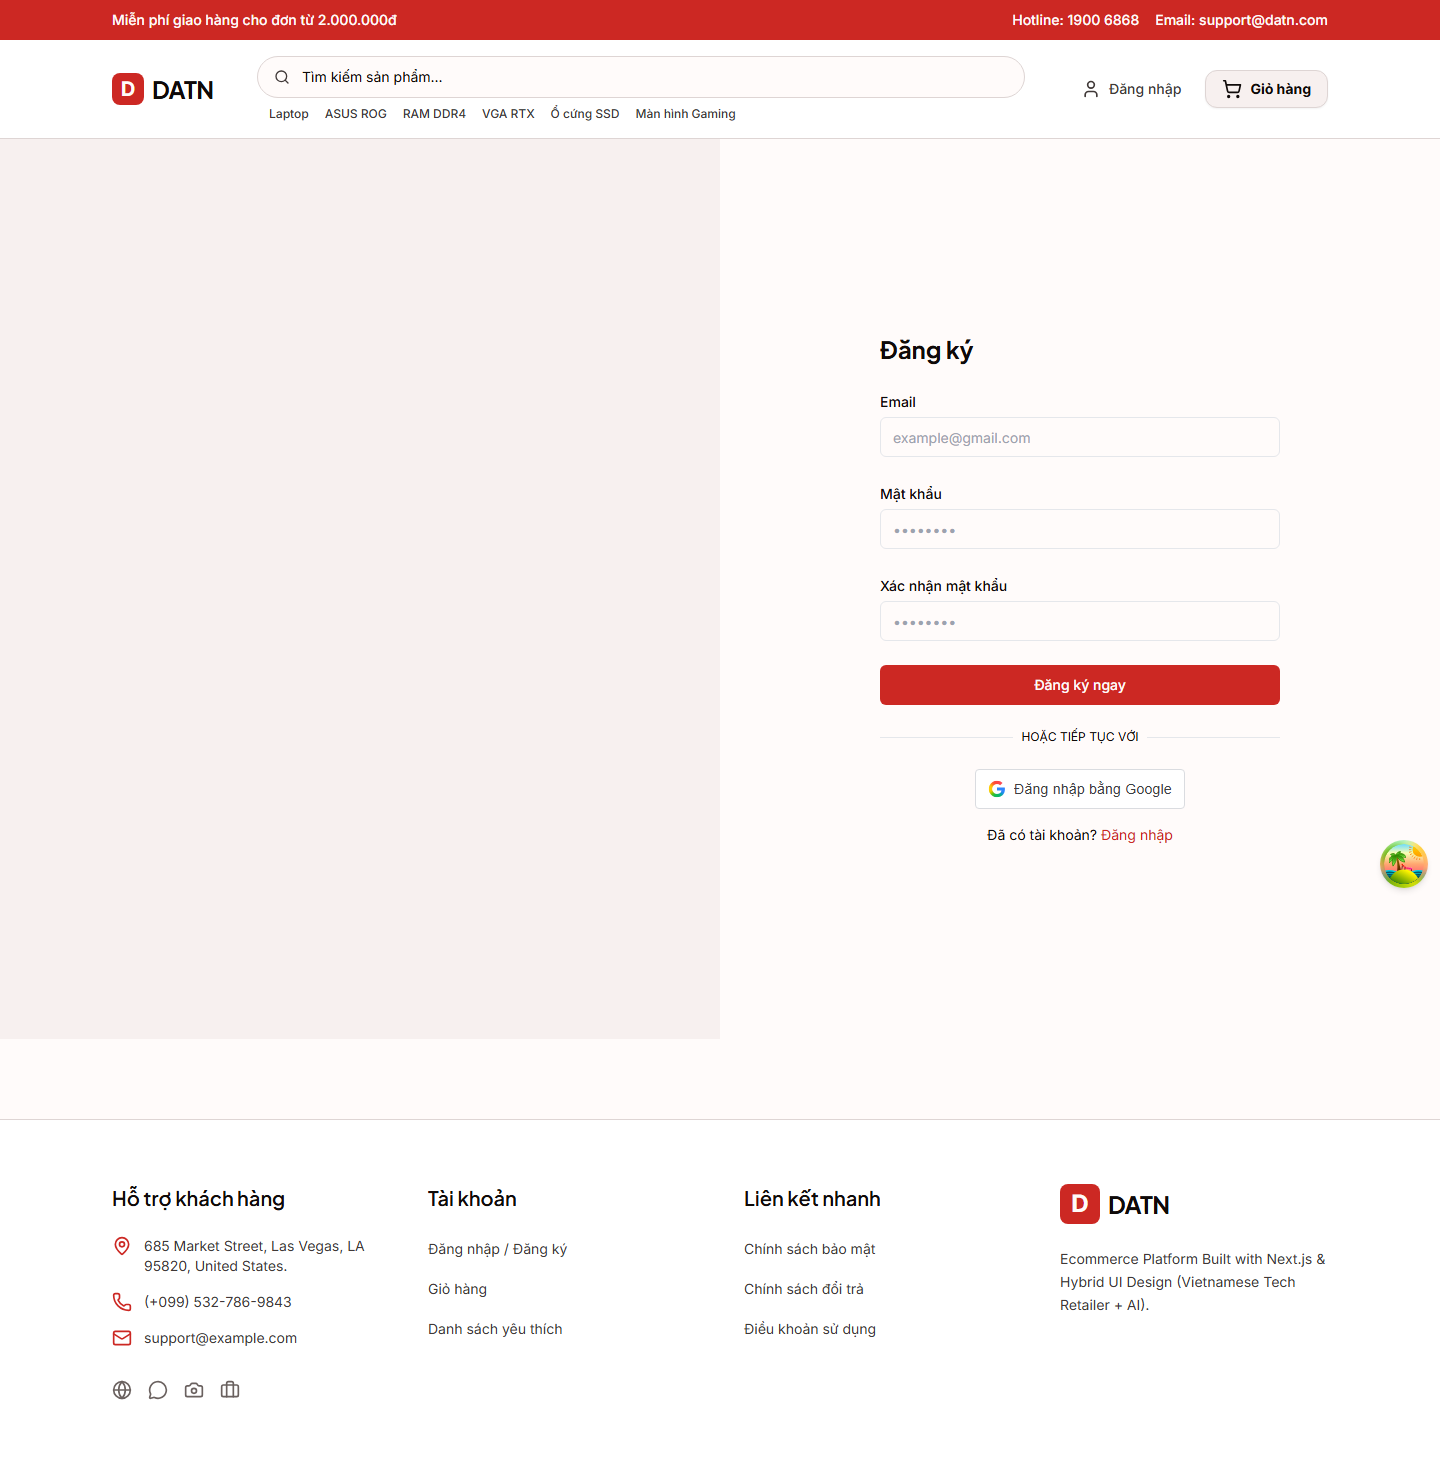 Miễn phí giao hàng cho đơn từ 2.000.000đ
Hotline: 1900 6868 Email: support@datn.com
D DATN
Tìm kiếm sản phẩm...
Laptop ASUS ROG RAM DDR4 VGA RTX Ổ cứng SSD Màn hình Gaming
Đăng nhập
Giỏ hàng
Đăng ký
Email
example@gmail.com
Mật khẩu
••••••••
Xác nhận mật khẩu
••••••••
Đăng ký ngay
HOẶC TIẾP TỤC VỚI
Đăng nhập bằng Google
Đã có tài khoản? Đăng nhập
Hỗ trợ khách hàng
685 Market Street, Las Vegas, LA
95820, United States.
(+099) 532-786-9843
support@example.com
Tài khoản
Đăng nhập / Đăng ký
Giỏ hàng
Danh sách yêu thích
Liên kết nhanh
Chính sách bảo mật
Chính sách đổi trả
Điều khoản sử dụng
D DATN
Ecommerce Platform Built with Next.js &
Hybrid UI Design (Vietnamese Tech
Retailer + AI).